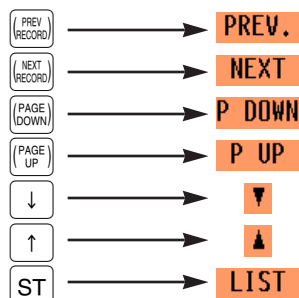 (PREV RECORD) PREV.
(NEXT RECORD) NEXT
(PAGE DOWN) P DOWN
(PAGE UP) P UP
↓ ▼
↑ ▲
ST LIST